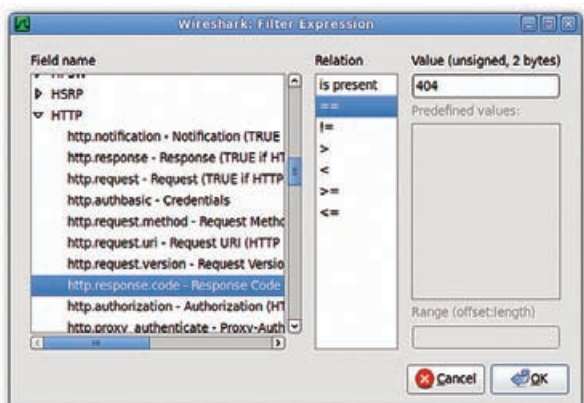 Wireshark: Filter Expression
Field name
HSRP
HTTP
http.notification - Notification (TRUE
http.response - Response (TRUE if HT
http.request - Request (TRUE if HTTP
http.authbasic - Credentials
http.request.method - Request Metho
http.request.uri - Request URI (HTTP
http.request.version - Request Versio
http.response.code - Response Code
http.authorization - Authorization (HT
http.proxy_authenticate - Proxy-Auth
Relation
is present
==
!=
>
<
>=
<=
Value (unsigned, 2 bytes)
404
Predefined values:
Range (offset:length)
Cancel
OK